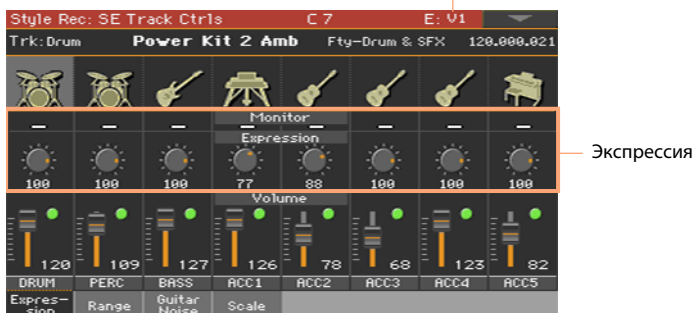 Style Rec: SE Track Ctrls C 7 E: V1
Trk:Drum Power Kit 2 Amb Fty-Drum & SFX 120.000.021
Monitor
Expression
Экспрессия
100 100 100 77 88 100 100 100
Volume
120 109 127 126 78 68 123 82
DRUM PERC BASS ACC1 ACC2 ACC3 ACC4 ACC5
Expres-
sion Range Guitar
Noise Scale